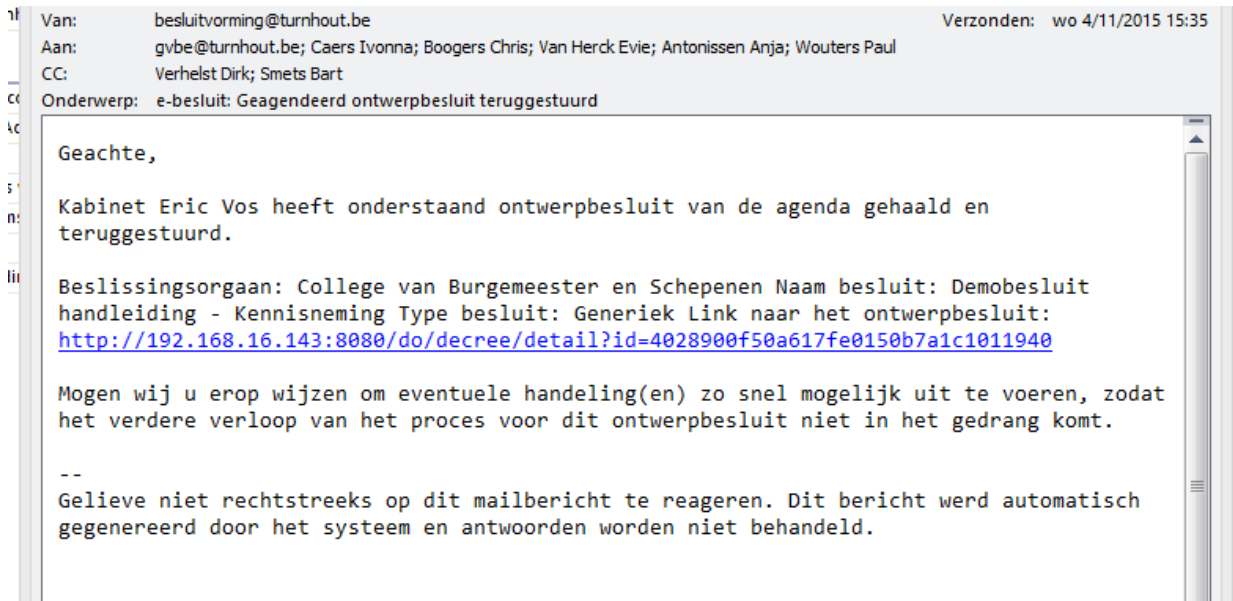 Van: besluitvorming@turnhout.be Verzonden: wo 4/11/2015 15:35
Aan: gvbe@turnhout.be; Caers Ivonna; Boogers Chris; Van Herck Evie; Antonissen Anja; Wouters Paul
CC: Verhelst Dirk; Smets Bart
Onderwerp: e-besluit: Geagendeerd ontwerpbesluit teruggestuurd
Geachte,
Kabinet Eric Vos heeft onderstaand ontwerpbesluit van de agenda gehaald en
teruggestuurd.
Beslissingsorgaan: College van Burgemeester en Schepenen Naam besluit: Demobesluit
handleiding - Kennisneming Type besluit: Generiek Link naar het ontwerpbesluit:
http://192.168.16.143:8080/do/decree/detail?id=4028900f50a617fe0150b7a1c1011940
Mogen wij u erop wijzen om eventuele handeling(en) zo snel mogelijk uit te voeren, zodat
het verdere verloop van het proces voor dit ontwerpbesluit niet in het gedrang komt.
--
Gelieve niet rechtstreeks op dit mailbericht te reageren. Dit bericht werd automatisch
gegenereerd door het systeem en antwoorden worden niet behandeld.